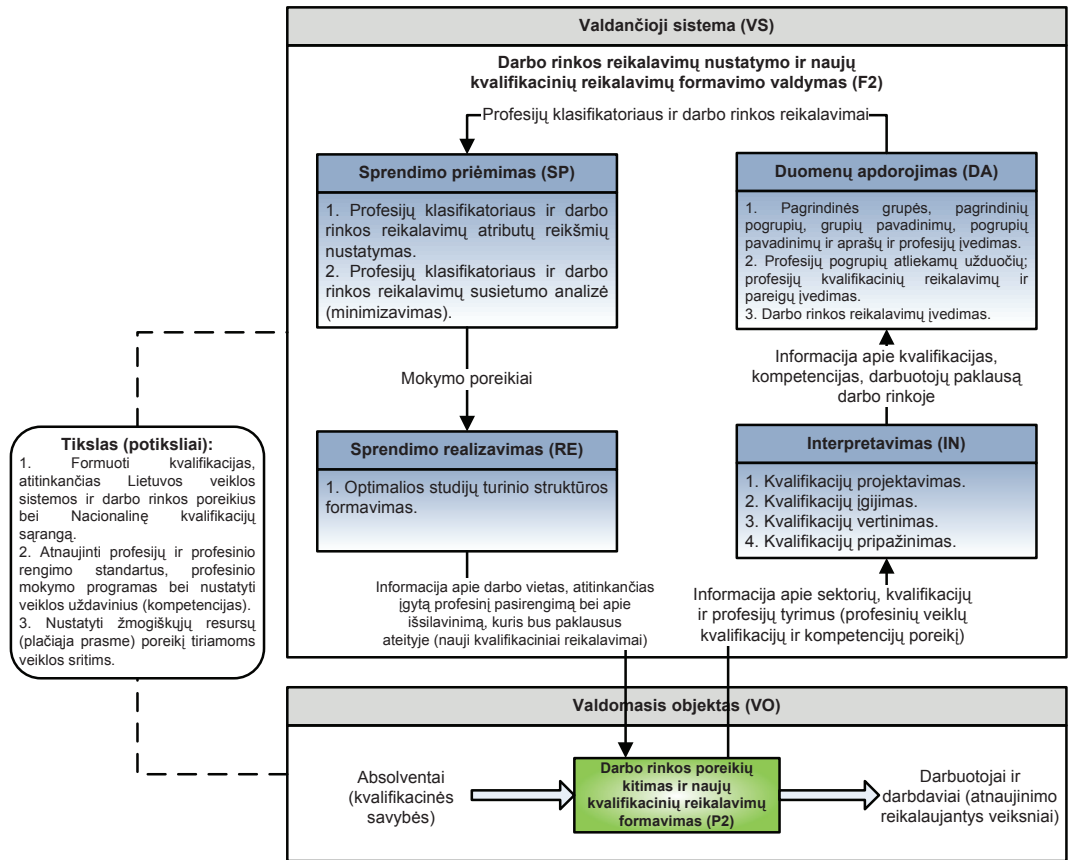 Valdančioji sistema (VS)
Darbo rinkos reikalavimų nustatymo ir naujų
kvalifikacinių reikalavimų formavimo valdymas (F2)
Profesijų klasifikatoriaus ir darbo rinkos reikalavimai
Sprendimo priėmimas (SP)
1. Profesijų klasifikatoriaus ir darbo
rinkos reikalavimų atributų reikšmių
nustatymas.
2. Profesijų klasifikatoriaus ir darbo
rinkos reikalavimų susietumo analizė
(minimizavimas).
Duomenų apdorojimas (DA)
1. Pagrindinės grupės, pagrindinių
pogrupių, grupių pavadinimų, pogrupių
pavadinimų ir aprašų ir profesijų įvedimas.
2. Profesijų pogrupių atliekamų užduočių;
profesijų kvalifikacinių reikalavimų ir
pareigų įvedimas.
3. Darbo rinkos reikalavimų įvedimas.
Mokymo poreikiai
Informacija apie kvalifikacijas,
kompetencijas, darbuotojų paklausą
darbo rinkoje
Sprendimo realizavimas (RE)
1. Optimalios studijų turinio struktūros
formavimas.
Interpretavimas (IN)
1. Kvalifikacijų projektavimas.
2. Kvalifikacijų įgijimas.
3. Kvalifikacijų vertinimas.
4. Kvalifikacijų pripažinimas.
Informacija apie darbo vietas, atitinkančias
įgytą profesinį pasirengimą bei apie
išsilavinimą, kuris bus paklausus
ateityje (nauji kvalifikaciniai reikalavimai)
Informacija apie sektorių, kvalifikacijų
ir profesijų tyrimus (profesinių veiklų
kvalifikacijų ir kompetencijų poreikį)
Tikslas (potiksliai):
1. Formuoti kvalifikacijas,
atitinkančias Lietuvos veiklos
sistemos ir darbo rinkos poreikius
bei Nacionalinę kvalifikacijų
sąrangą.
2. Atnaujinti profesijų ir profesinio
rengimo standartus, profesinio
mokymo programas bei nustatyti
veiklos uždavinius (kompetencijas).
3. Nustatyti žmogiškųjų resursų
(plačiąja prasme) poreikį tiriamoms
veiklos sritims.
Valdomasis objektas (VO)
Absolventai
(kvalifikacinės
savybės)
Darbo rinkos poreikių
kitimas ir naujų
kvalifikacinių reikalavimų
formavimas (P2)
Darbuotojai ir
darbdaviai (atnaujinimo
reikalaujantys veiksniai)